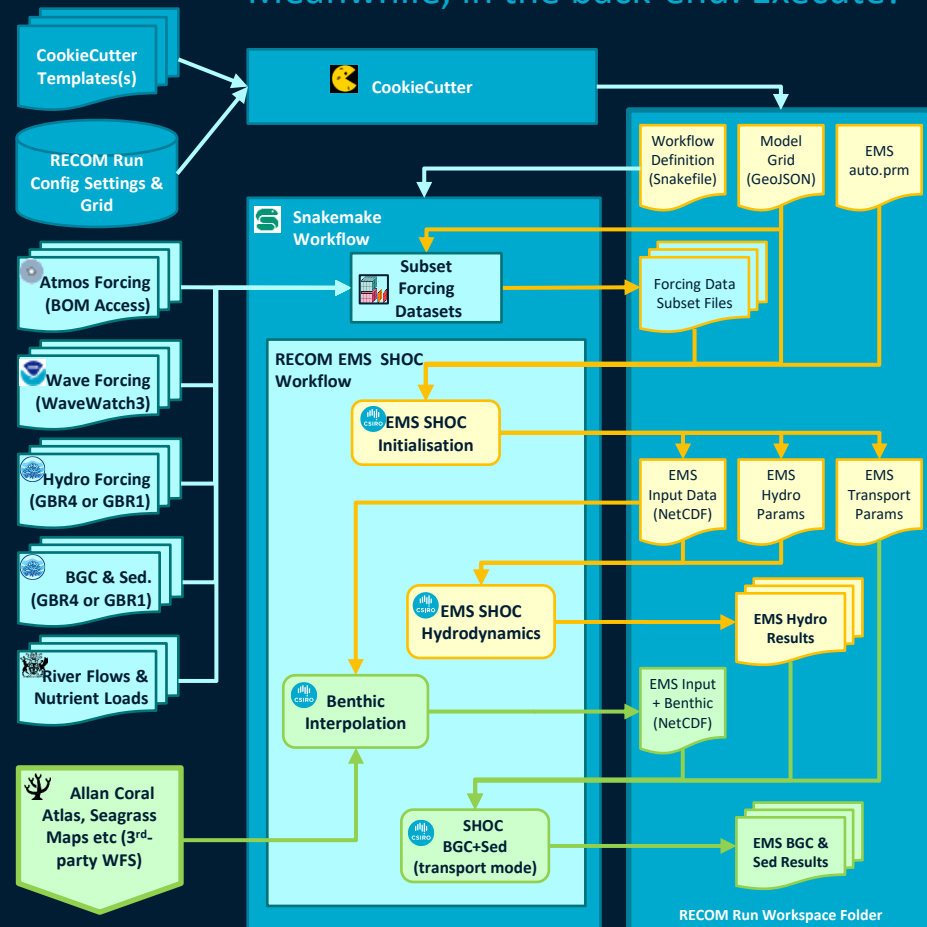 Meanwhile, in the back-end: Execute!
CookieCutter
Templates(s)
CookieCutter
RECOM Run
Config Settings &
Grid
Workflow
Definition
(Snakefile)
Model
Grid
(GeoJSON)
EMS
auto.prm
Snakemake
Workflow
Subset
Forcing
Datasets
Forcing Data
Subset Files
Atmos Forcing
(BOM Access)
Wave Forcing
(WaveWatch3)
Hydro Forcing
(GBR4 or GBR1)
BGC & Sed.
(GBR4 or GBR1)
River Flows &
Nutrient Loads
RECOM EMS SHOC
Workflow
CSIRO
EMS SHOC
Initialisation
EMS
Input Data
(NetCDF)
EMS
Hydro
Params
EMS
Transport
Params
CSIRO
EMS SHOC
Hydrodynamics
EMS Hydro
Results
CSIRO
Benthic
Interpolation
EMS Input
+ Benthic
(NetCDF)
Allan Coral
Atlas, Seagrass
Maps etc (3rd-
party WFS)
CSIRO
SHOC
BGC+Sed
(transport mode)
EMS BGC &
Sed Results
RECOM Run Workspace Folder